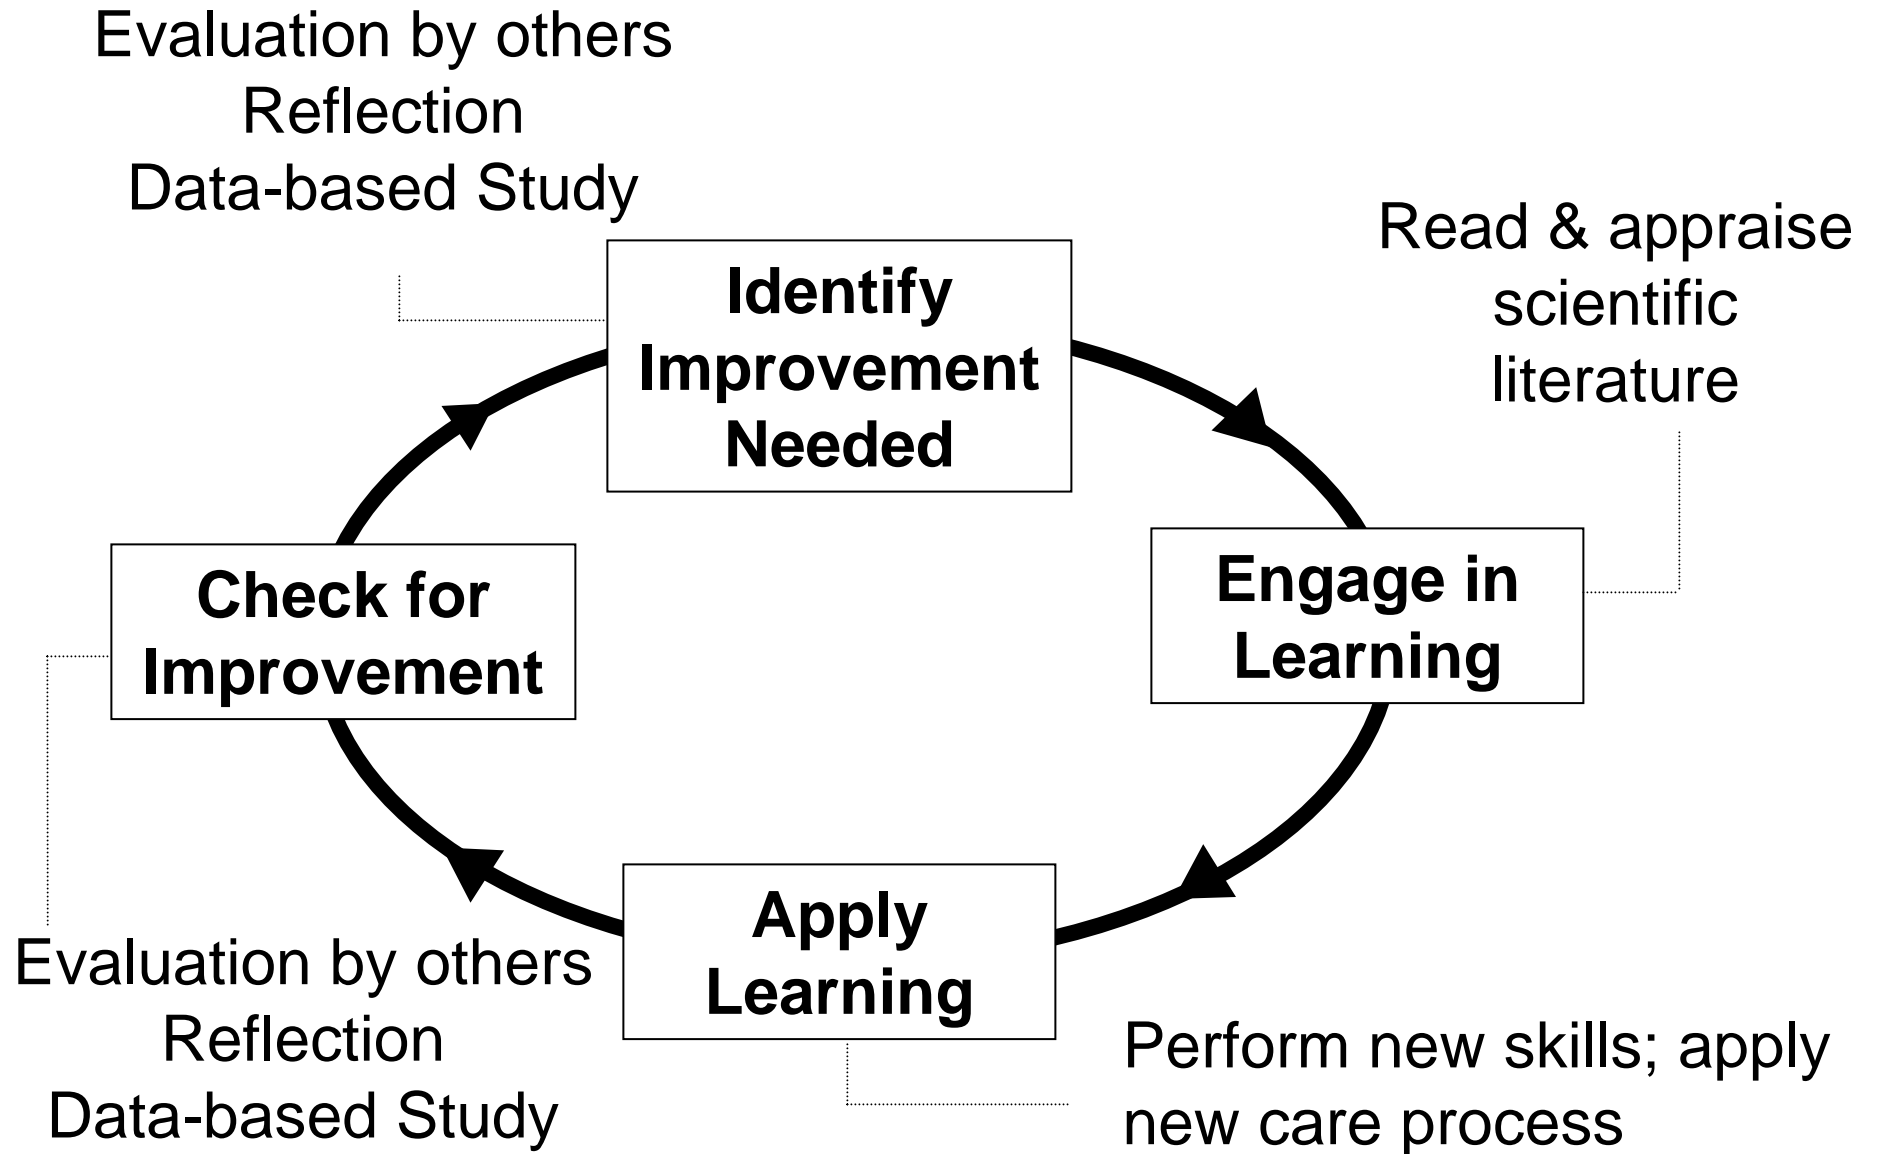 Evaluation by others
Reflection
Data-based Study
Read & appraise
scientific
literature
Identify
Improvement
Needed
Engage in
Learning
Check for
Improvement
Apply
Learning
Evaluation by others
Reflection
Data-based Study
Perform new skills; apply
new care process